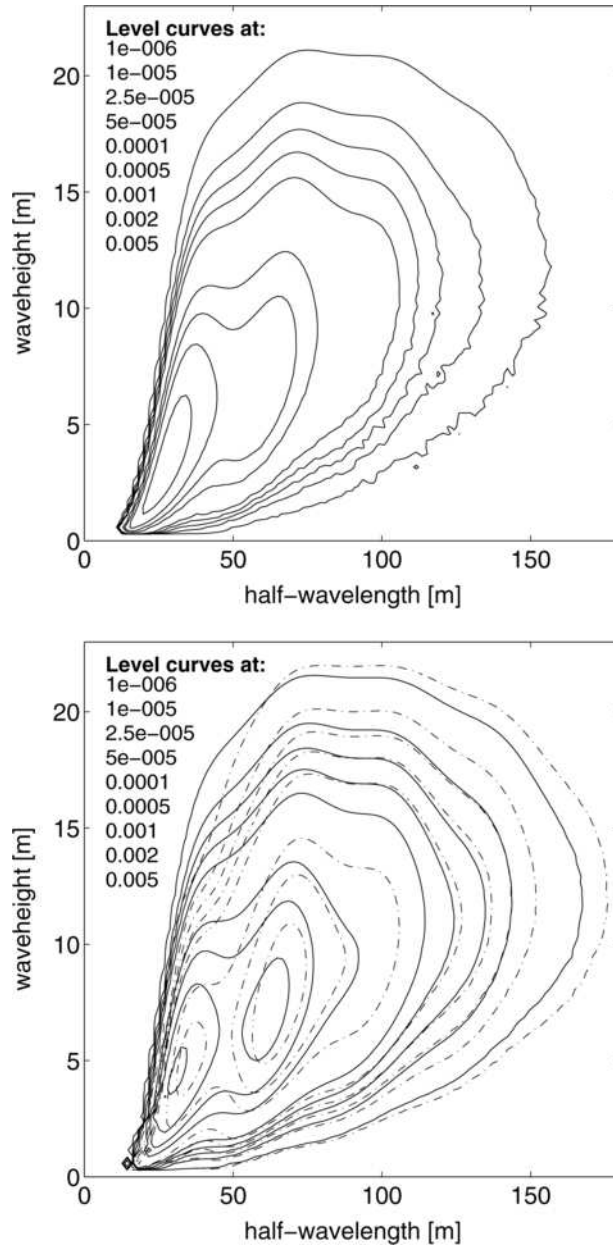 Level curves at:
1e−006
1e−005
2.5e−005
5e−005
0.0001
0.0005
0.001
0.002
0.005
20
15
10
5
0
waveheight [m]
0 50 100 150
half−wavelength [m]
Level curves at:
1e−006
1e−005
2.5e−005
5e−005
0.0001
0.0005
0.001
0.002
0.005
20
15
10
5
0
waveheight [m]
0 50 100 150
half−wavelength [m]